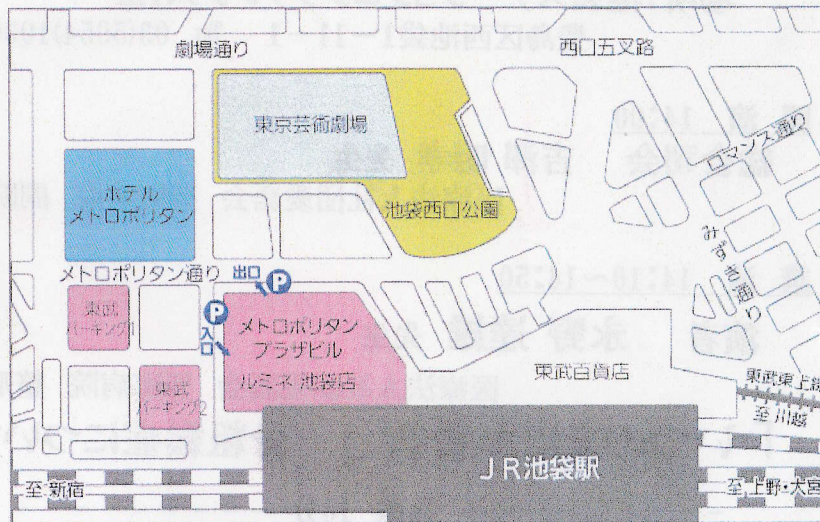 劇場通り
西口五叉路
東京芸術劇場
ロマンス通り
ホテル
メトロポリタン
池袋西口公園
みずき通り
メトロポリタン通り
出口
P
P
入口
東武
パーキング1
メトロポリタン
プラザビル
ルミネ 池袋店
東武
パーキング2
東武百貨店
東武東上線
至 川越
JR池袋駅
至 新宿
至 上野・大宮